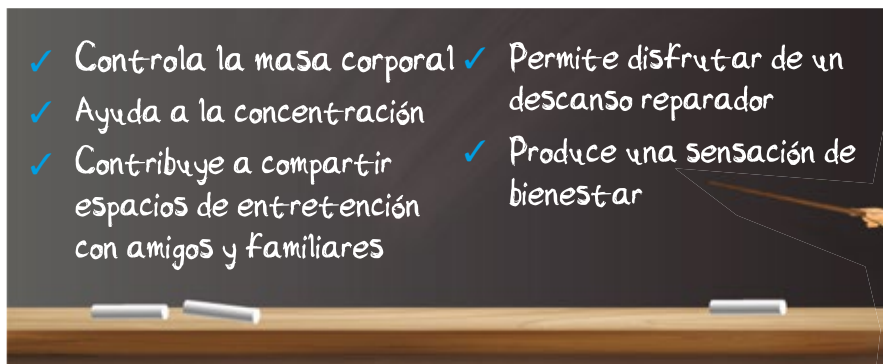 ✓ Controla la masa corporal
✓ Ayuda a la concentración
✓ Contribuye a compartir
espacios de entretención
con amigos y familiares
✓ Permite disfrutar de un
descanso reparador
✓ Produce una sensación de
bienestar